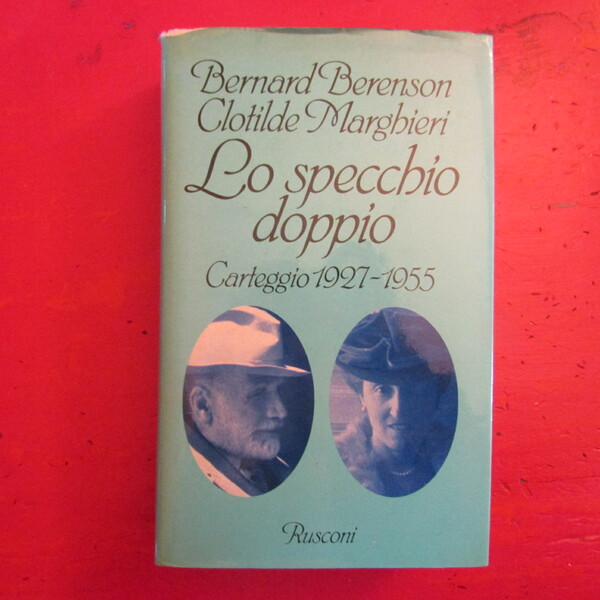 Bernard Berenson
Clotilde Marghieri
Lo specchio
doppio
Carteggio 1927-1955
Rusconi